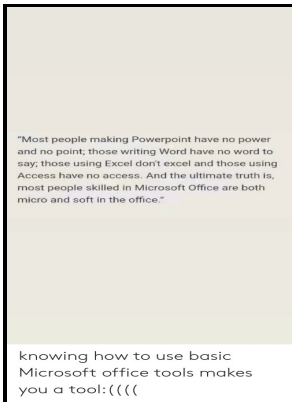 "Most people making Powerpoint have no power
and no point; those writing Word have no word to
say; those using Excel don't excel and those using
Access have no access. And the ultimate truth is,
most people skilled in Microsoft Office are both
micro and soft in the office."
knowing how to use basic
Microsoft office tools makes
you a tool:((((